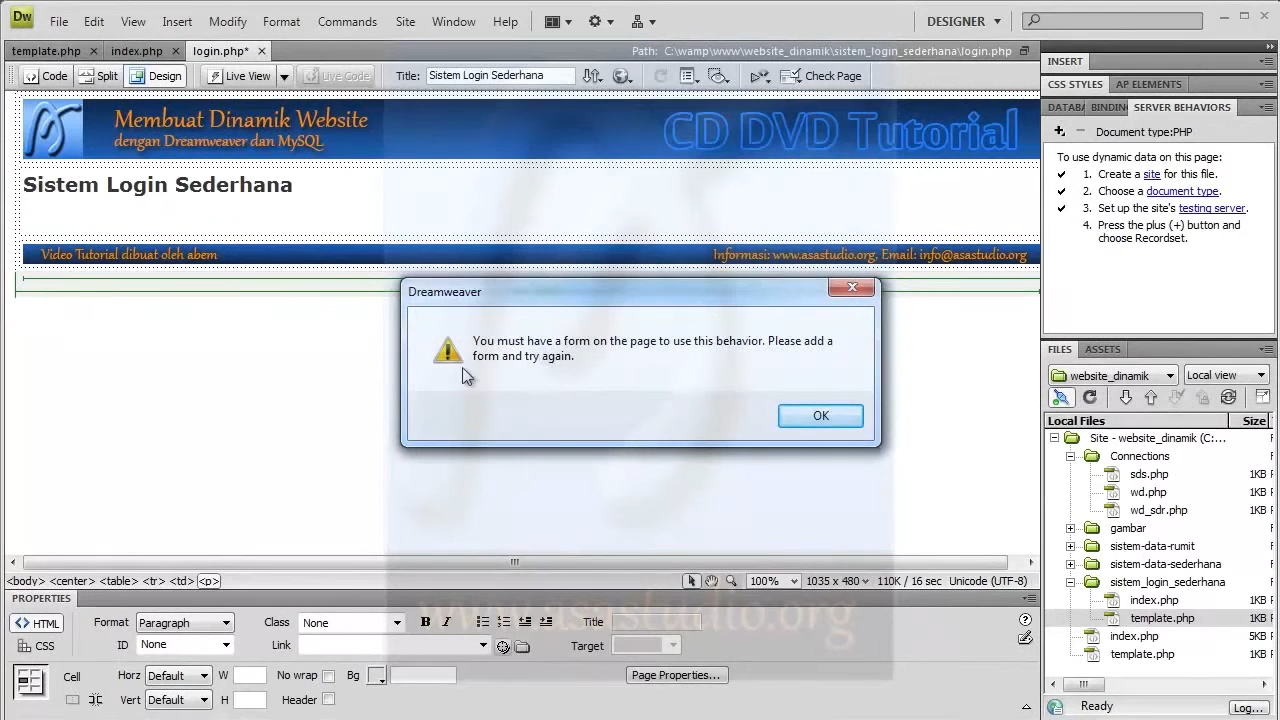 Dw File Edit View Insert Modify Format Commands Site Window Help DESIGNER
template.php index.php login.php* Path: C:\wamp\www\website_dinamik\sistem_login_sederhana\login.php
Code Split Design Live View Live Code Title: Sistem Login Sederhana Check Page
Membuat Dinamik Website
dengan Dreamweaver dan MySQL
CD DVD Tutorial
Sistem Login Sederhana
Video Tutorial dibuat oleh abem
Informasi: www.asastudio.org, Email: info@asastudio.org
Dreamweaver
You must have a form on the page to use this behavior. Please add a
form and try again.
OK
www.asastudio.org
<body> <center> <table> <tr> <td> <p> 100% 1035 x 480 110K / 16 sec Unicode (UTF-8)
PROPERTIES
HTML Format Paragraph Class None B I Title
CSS ID None Link Target
Cell Horz Default W No wrap Bg Page Properties...
Vert Default H Header
INSERT
CSS STYLES AP ELEMENTS
DATABA BINDIN SERVER BEHAVIORS
Document type:PHP
To use dynamic data on this page:
1. Create a site for this file.
2. Choose a document type.
3. Set up the site's testing server.
4. Press the plus (+) button and
choose Recordset.
FILES ASSETS
website_dinamik Local view
Local Files Size
Site - website_dinamik (C:... F
Connections F
sds.php 1KB F
wd.php 1KB F
wd_sdr.php 1KB F
gambar F
sistem-data-rumit F
sistem-data-sederhana F
sistem_login_sederhana F
index.php 1KB F
template.php 1KB F
index.php 5KB F
template.php 1KB F
Ready Log...